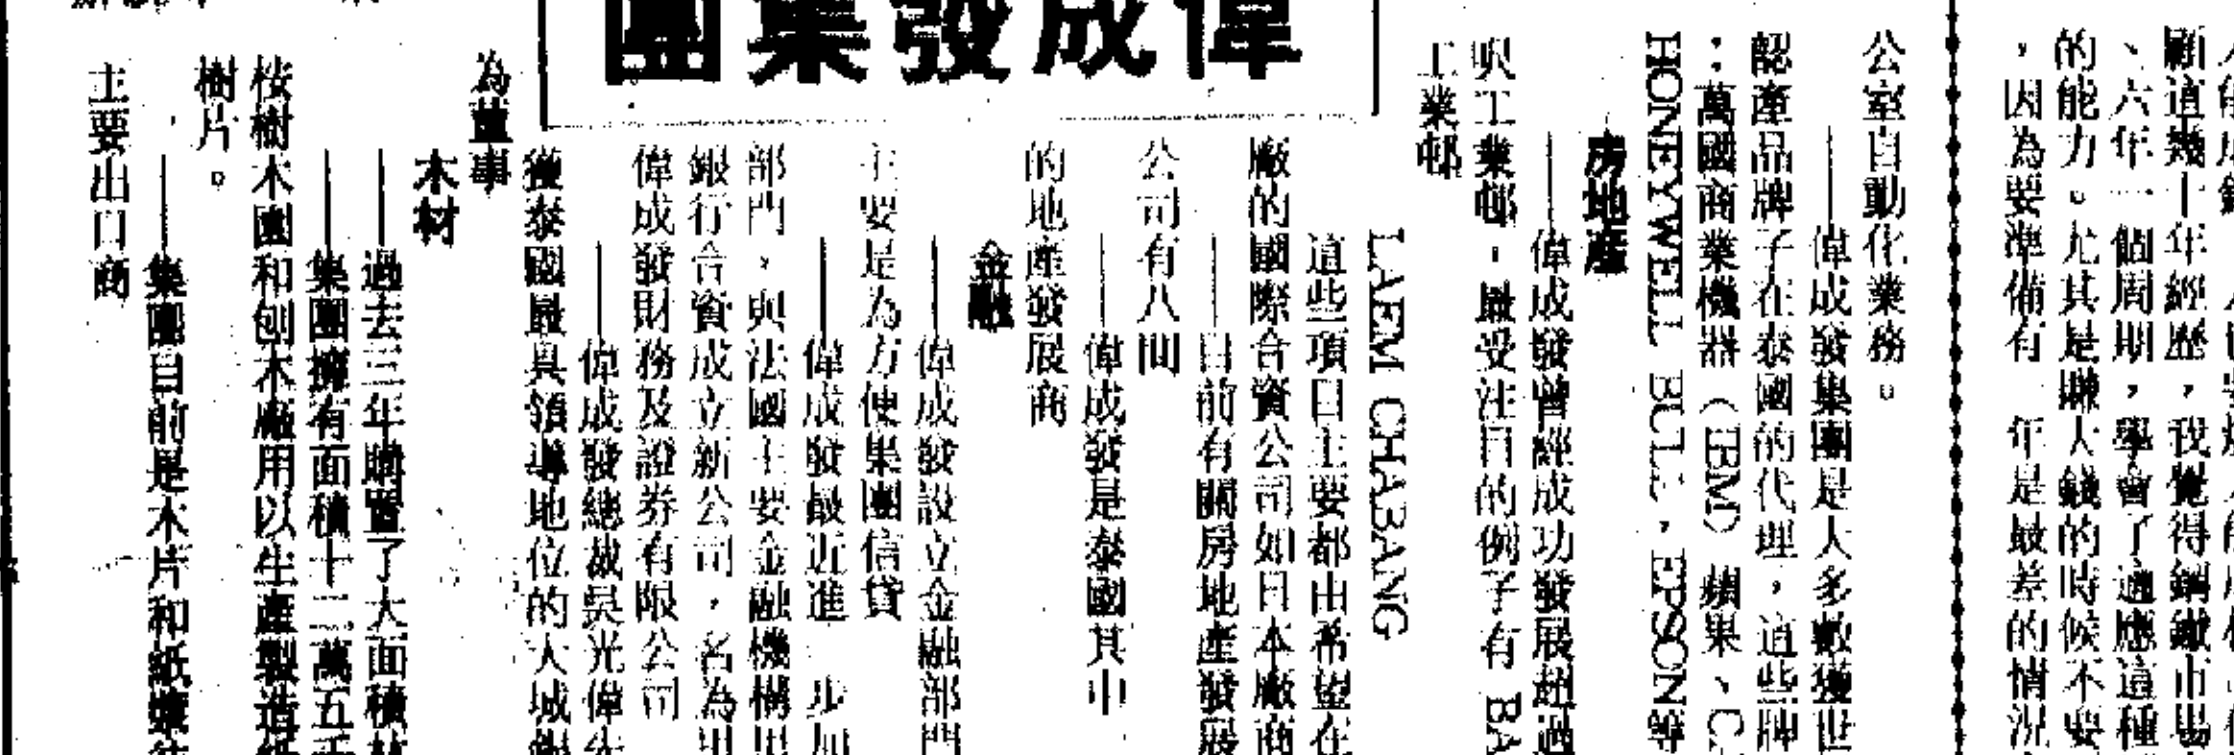 顧這幾十年經歷，我覺得鋼鐵市場
、六年一個周期，學會了適應這種
的能力。尤其是賺大錢的時候不要
，因為要準備有 年是最差的情況
偉成發集團
公室自動化業務。
——偉成發集團是大多數獲世
認產品牌子在泰國的代理，這些牌
：萬國商業機器（IBM）蘋果、C
HONEYWELL BULL，EPSON等
房地產
——偉成發曾經成功發展超過
呎工業邨，最受注目的例子有 BA
工業邨
LAEM CHABANG
這些項目主要都由希望在
廠的國際合資公司如日本廠商
——目前有關房地產發展
公司有八間
——偉成發是泰國其中
的地產發展商
金融
——偉成發設立金融部門
主要是為方便集團信貸
——偉成發最近進 步加
部門，與法國主要金融機構
銀行合資成立新公司，名為
偉成發財務及證券有限公司
——偉成發總裁吳光偉先
獲泰國最具領導地位的大城銀
為董事
木材
——過去三年購置了大面積林
——集團擁有面積十二萬五千
桉樹木園和刨木廠用以生產製造紙
樹片。
——集團目前是木片和紙漿
主要出口商